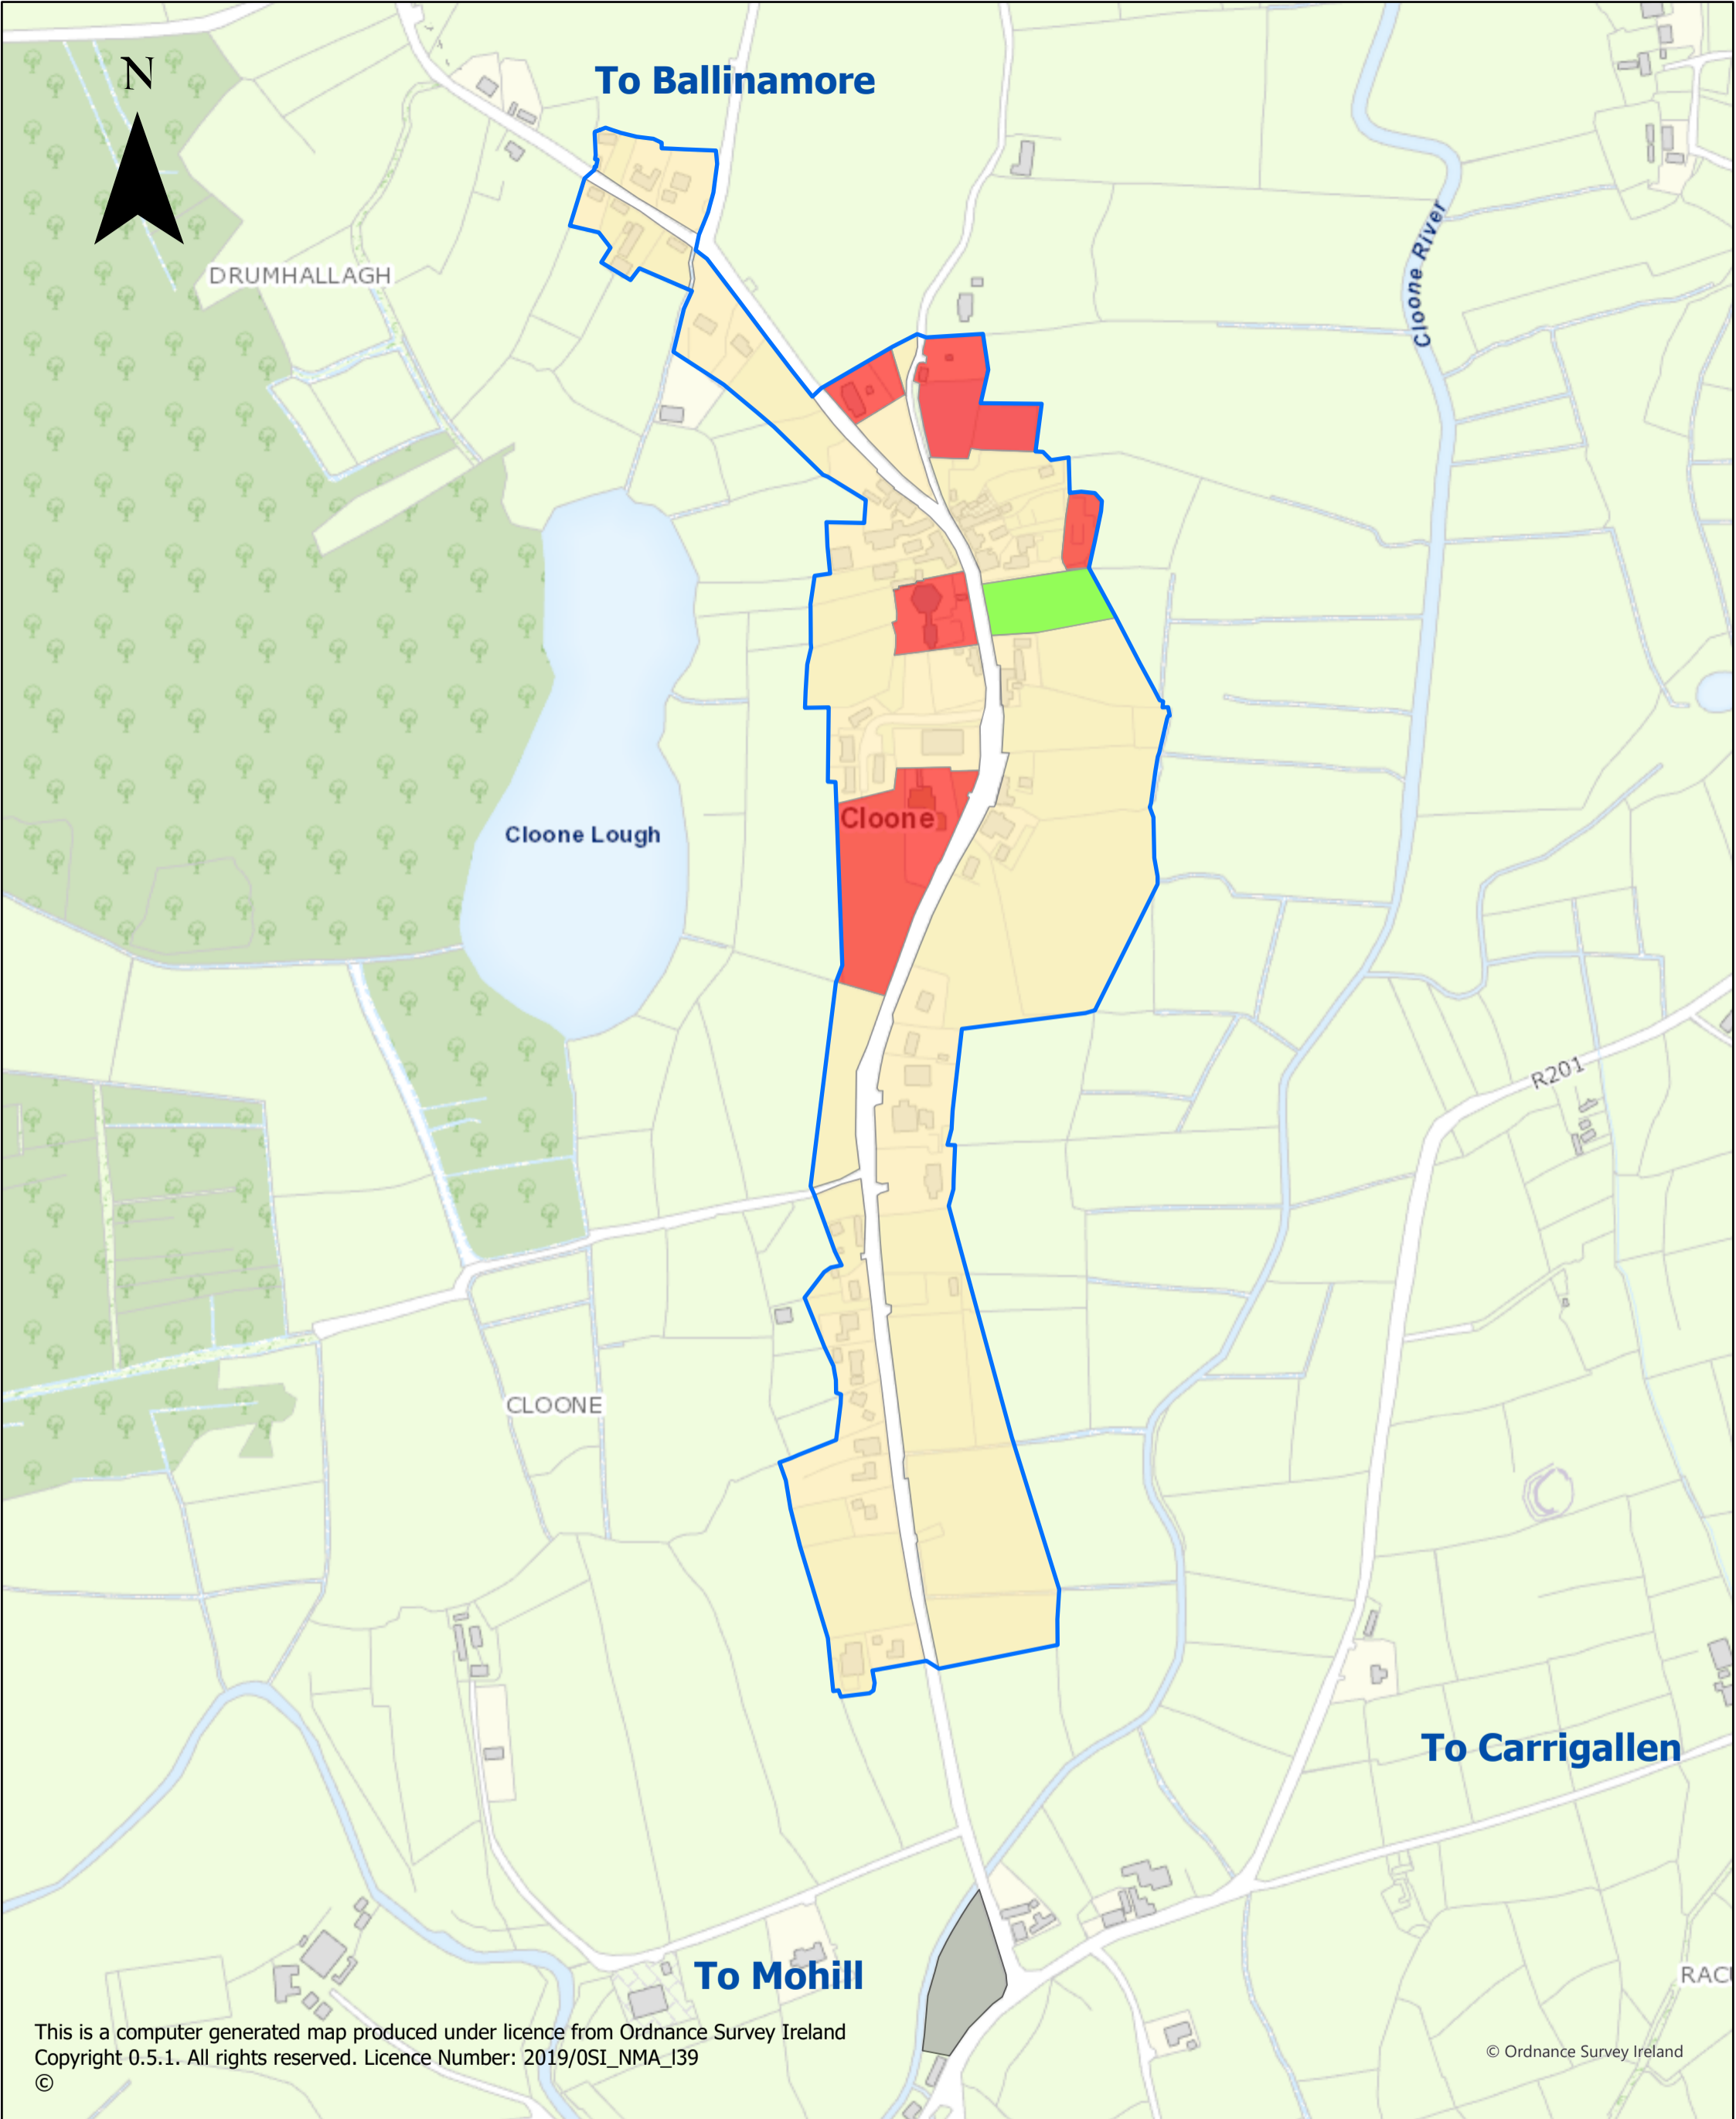 N
To Ballinamore
DRUMHALLAGH
Cloone River
Cloone
Cloone Lough
R201
CLOONE
To Carrigallen
To Mohill
RAC
This is a computer generated map produced under licence from Ordnance Survey Ireland
Copyright 0.5.1. All rights reserved. Licence Number: 2019/0SI_NMA_I39
©
© Ordnance Survey Ireland